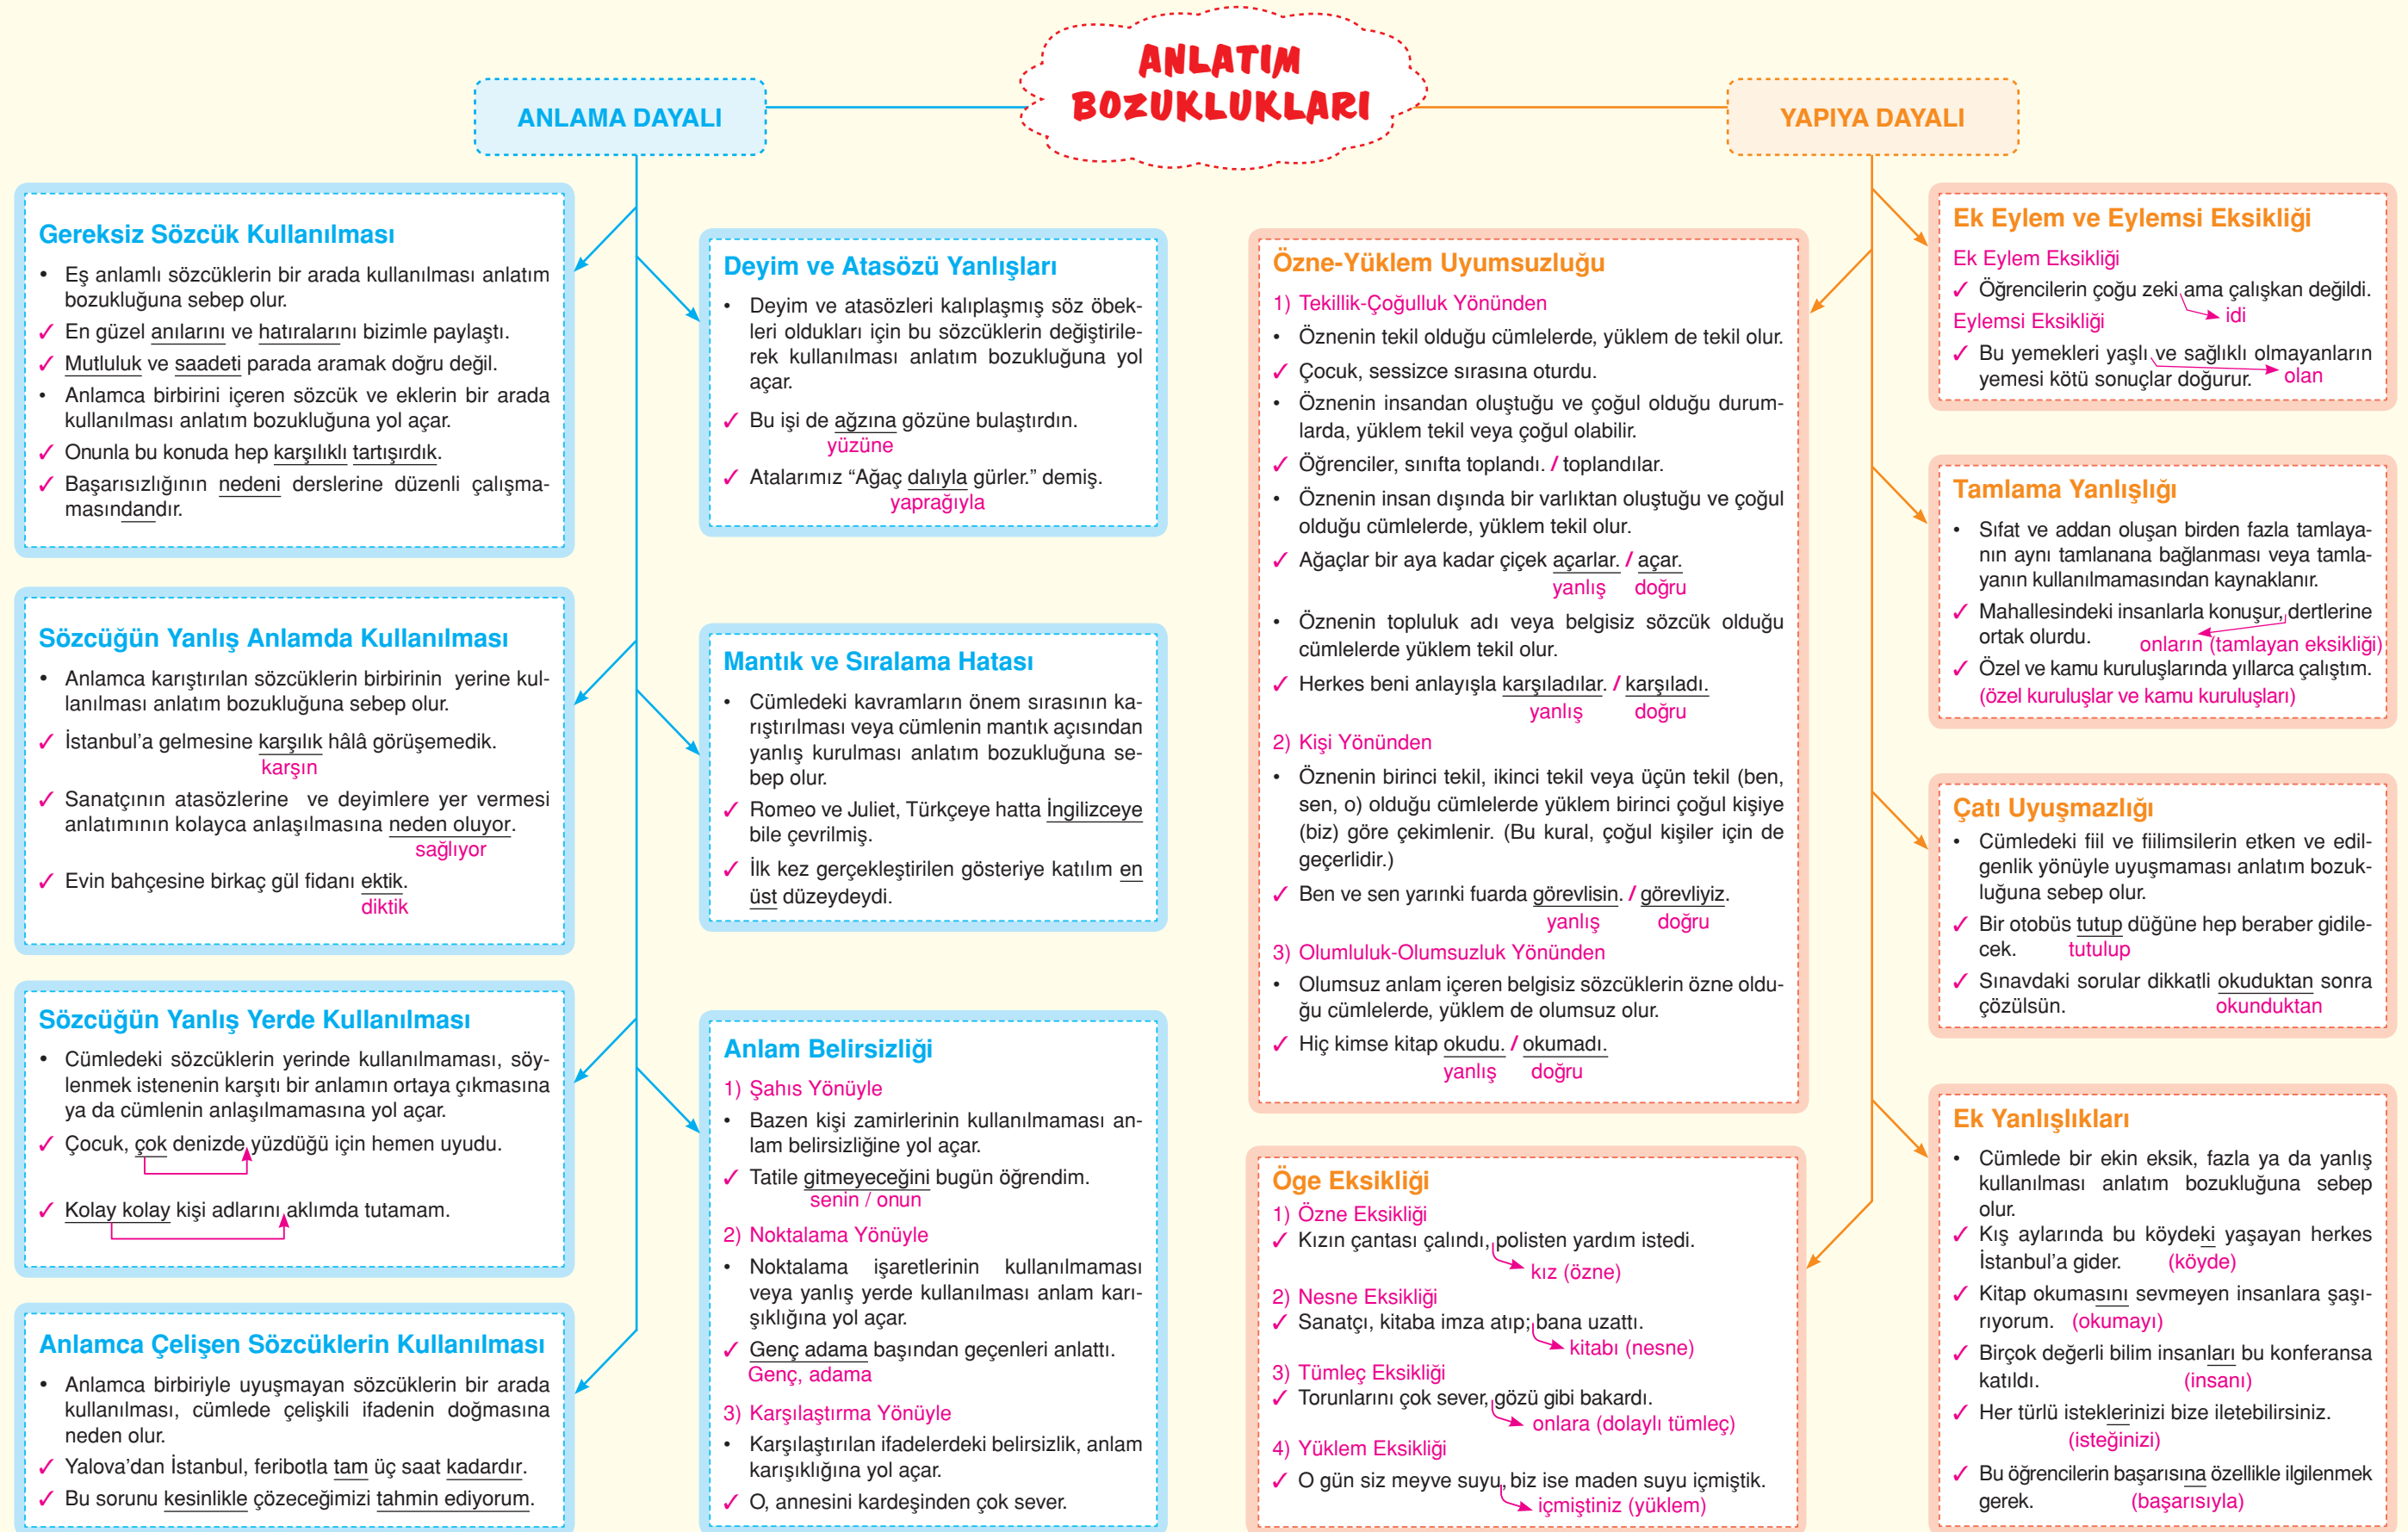 ANLATIM
BOZUKLUKLARI
ANLAMA DAYALI
Gereksiz Sözcük Kullanılması
• Eş anlamlı sözcüklerin bir arada kullanılması anlatım
bozukluğuna sebep olur.
✓ En güzel anılarını ve hatıralarını bizimle paylaştı.
✓ Mutluluk ve saadeti parada aramak doğru değil.
• Anlamca birbirini içeren sözcük ve eklerin bir arada
kullanılması anlatım bozukluğuna yol açar.
✓ Onunla bu konuda hep karşılıklı tartışırdık.
✓ Başarısızlığının nedeni derslerine düzenli çalışma-
masındandır.
Sözcüğün Yanlış Anlamda Kullanılması
• Anlamca karıştırılan sözcüklerin birbirinin yerine kul-
lanılması anlatım bozukluğuna sebep olur.
✓ İstanbul’a gelmesine karşılık hâlâ görüşemedik.
karşın
✓ Sanatçının atasözlerine ve deyimlere yer vermesi
anlatımının kolayca anlaşılmasına neden oluyor.
sağlıyor
✓ Evin bahçesine birkaç gül fidanı ektik.
diktik
Sözcüğün Yanlış Yerde Kullanılması
• Cümledeki sözcüklerin yerinde kullanılmaması, söy-
lenmek istenenin karşıtı bir anlamın ortaya çıkmasına
ya da cümlenin anlaşılmamasına yol açar.
✓ Çocuk, çok denizde yüzdüğü için hemen uyudu.
✓ Kolay kolay kişi adlarını aklımda tutamam.
Anlamca Çelişen Sözcüklerin Kullanılması
• Anlamca birbiriyle uyuşmayan sözcüklerin bir arada
kullanılması, cümlede çelişkili ifadenin doğmasına
neden olur.
✓ Yalova’dan İstanbul, feribotla tam üç saat kadardır.
✓ Bu sorunu kesinlikle çözeceğimizi tahmin ediyorum.
Deyim ve Atasözü Yanlışları
• Deyim ve atasözleri kalıplaşmış söz öbek-
leri oldukları için bu sözcüklerin değiştirile-
rek kullanılması anlatım bozukluğuna yol
açar.
✓ Bu işi de ağzına gözüne bulaştırdın.
yüzüne
✓ Atalarımız “Ağaç dalıyla gürler.” demiş.
yaprağıyla
Mantık ve Sıralama Hatası
• Cümledeki kavramların önem sırasının ka-
rıştırılması veya cümlenin mantık açısından
yanlış kurulması anlatım bozukluğuna se-
bep olur.
✓ Romeo ve Juliet, Türkçeye hatta İngilizceye
bile çevrilmiş.
✓ İlk kez gerçekleştirilen gösteriye katılım en
üst düzeydeydi.
Anlam Belirsizliği
1) Şahıs Yönüyle
• Bazen kişi zamirlerinin kullanılmaması an-
lam belirsizliğine yol açar.
✓ Tatile gitmeyeceğini bugün öğrendim.
senin / onun
2) Noktalama Yönüyle
• Noktalama işaretlerinin kullanılmaması
veya yanlış yerde kullanılması anlam karı-
şıklığına yol açar.
✓ Genç adama başından geçenleri anlattı.
Genç, adama
3) Karşılaştırma Yönüyle
• Karşılaştırılan ifadelerdeki belirsizlik, anlam
karışıklığına yol açar.
✓ O, annesini kardeşinden çok sever.
YAPIYA DAYALI
Özne-Yüklem Uyumsuzluğu
1) Tekillik-Çoğulluk Yönünden
• Öznenin tekil olduğu cümlelerde, yüklem de tekil olur.
✓ Çocuk, sessizce sırasına oturdu.
• Öznenin insandan oluştuğu ve çoğul olduğu durum-
larda, yüklem tekil veya çoğul olabilir.
✓ Öğrenciler, sınıfta toplandı. / toplandılar.
• Öznenin insan dışında bir varlıktan oluştuğu ve çoğul
olduğu cümlelerde, yüklem tekil olur.
✓ Ağaçlar bir aya kadar çiçek açarlar. / açar.
yanlış doğru
• Öznenin topluluk adı veya belgisiz sözcük olduğu
cümlelerde yüklem tekil olur.
✓ Herkes beni anlayışla karşıladılar. / karşıladı.
yanlış doğru
2) Kişi Yönünden
• Öznenin birinci tekil, ikinci tekil veya üçün tekil (ben,
sen, o) olduğu cümlelerde yüklem birinci çoğul kişiye
(biz) göre çekimlenir. (Bu kural, çoğul kişiler için de
geçerlidir.)
✓ Ben ve sen yarınki fuarda görevlisin. / görevliyiz.
yanlış doğru
3) Olumluluk-Olumsuzluk Yönünden
• Olumsuz anlam içeren belgisiz sözcüklerin özne oldu-
ğu cümlelerde, yüklem de olumsuz olur.
✓ Hiç kimse kitap okudu. / okumadı.
yanlış doğru
Öge Eksikliği
1) Özne Eksikliği
✓ Kızın çantası çalındı, polisten yardım istedi.
kız (özne)
2) Nesne Eksikliği
✓ Sanatçı, kitaba imza atıp; bana uzattı.
kitabı (nesne)
3) Tümleç Eksikliği
✓ Torunlarını çok sever, gözü gibi bakardı.
onlara (dolaylı tümleç)
4) Yüklem Eksikliği
✓ O gün siz meyve suyu, biz ise maden suyu içmiştik.
içmiştiniz (yüklem)
Ek Eylem ve Eylemsi Eksikliği
Ek Eylem Eksikliği
✓ Öğrencilerin çoğu zeki ama çalışkan değildi.
idi
Eylemsi Eksikliği
✓ Bu yemekleri yaşlı ve sağlıklı olmayanların
yemesi kötü sonuçlar doğurur.
olan
Tamlama Yanlışlığı
• Sıfat ve addan oluşan birden fazla tamlaya-
nın aynı tamlanana bağlanması veya tamla-
yanın kullanılmamasından kaynaklanır.
✓ Mahallesindeki insanlarla konuşur, dertlerine
ortak olurdu.
onların (tamlayan eksikliği)
✓ Özel ve kamu kuruluşlarında yıllarca çalıştım.
(özel kuruluşlar ve kamu kuruluşları)
Çatı Uyuşmazlığı
• Cümledeki fiil ve fiilimsilerin etken ve edil-
genlik yönüyle uyuşmaması anlatım bozuk-
luğuna sebep olur.
✓ Bir otobüs tutup düğüne hep beraber gidile-
cek. tutulup
✓ Sınavdaki sorular dikkatli okuduktan sonra
çözülsün. okunduktan
Ek Yanlışlıkları
• Cümlede bir ekin eksik, fazla ya da yanlış
kullanılması anlatım bozukluğuna sebep
olur.
✓ Kış aylarında bu köydeki yaşayan herkes
İstanbul’a gider. (köyde)
✓ Kitap okumasını sevmeyen insanlara şaşı-
rıyorum. (okumayı)
✓ Birçok değerli bilim insanları bu konferansa
katıldı. (insanı)
✓ Her türlü isteklerinizi bize iletebilirsiniz.
(isteğinizi)
✓ Bu öğrencilerin başarısına özellikle ilgilenmek
gerek. (başarısıyla)